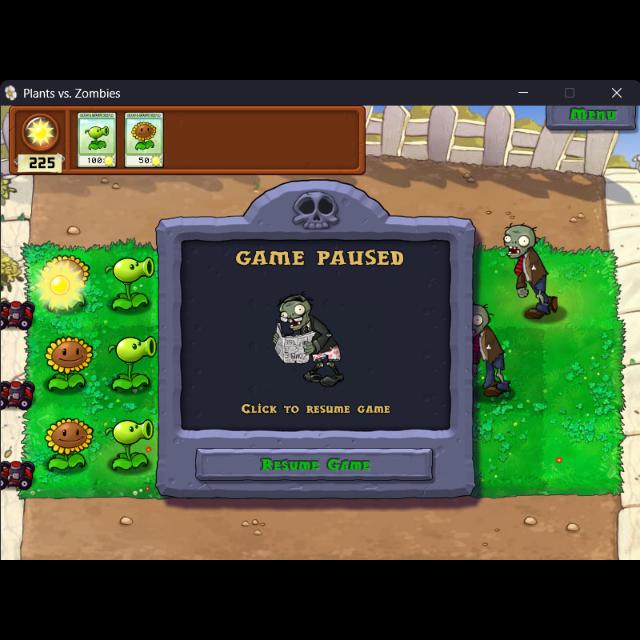 Plants vs. Zombies
Menu
225
100
50
GAME PAUSED
CLICK TO RESUME GAME
Resume Game